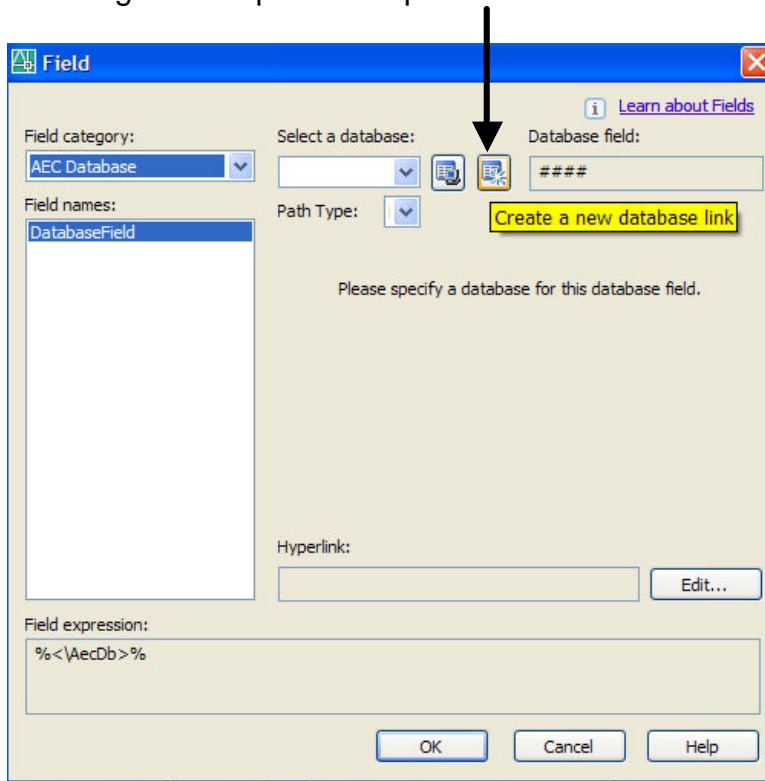 Field
Learn about Fields
Field category:
Select a database:
Database field:
AEC Database
####
Field names:
Path Type:
Create a new database link
DatabaseField
Please specify a database for this database field.
Hyperlink:
Edit...
Field expression:
%<\AecDb>%
OK
Cancel
Help